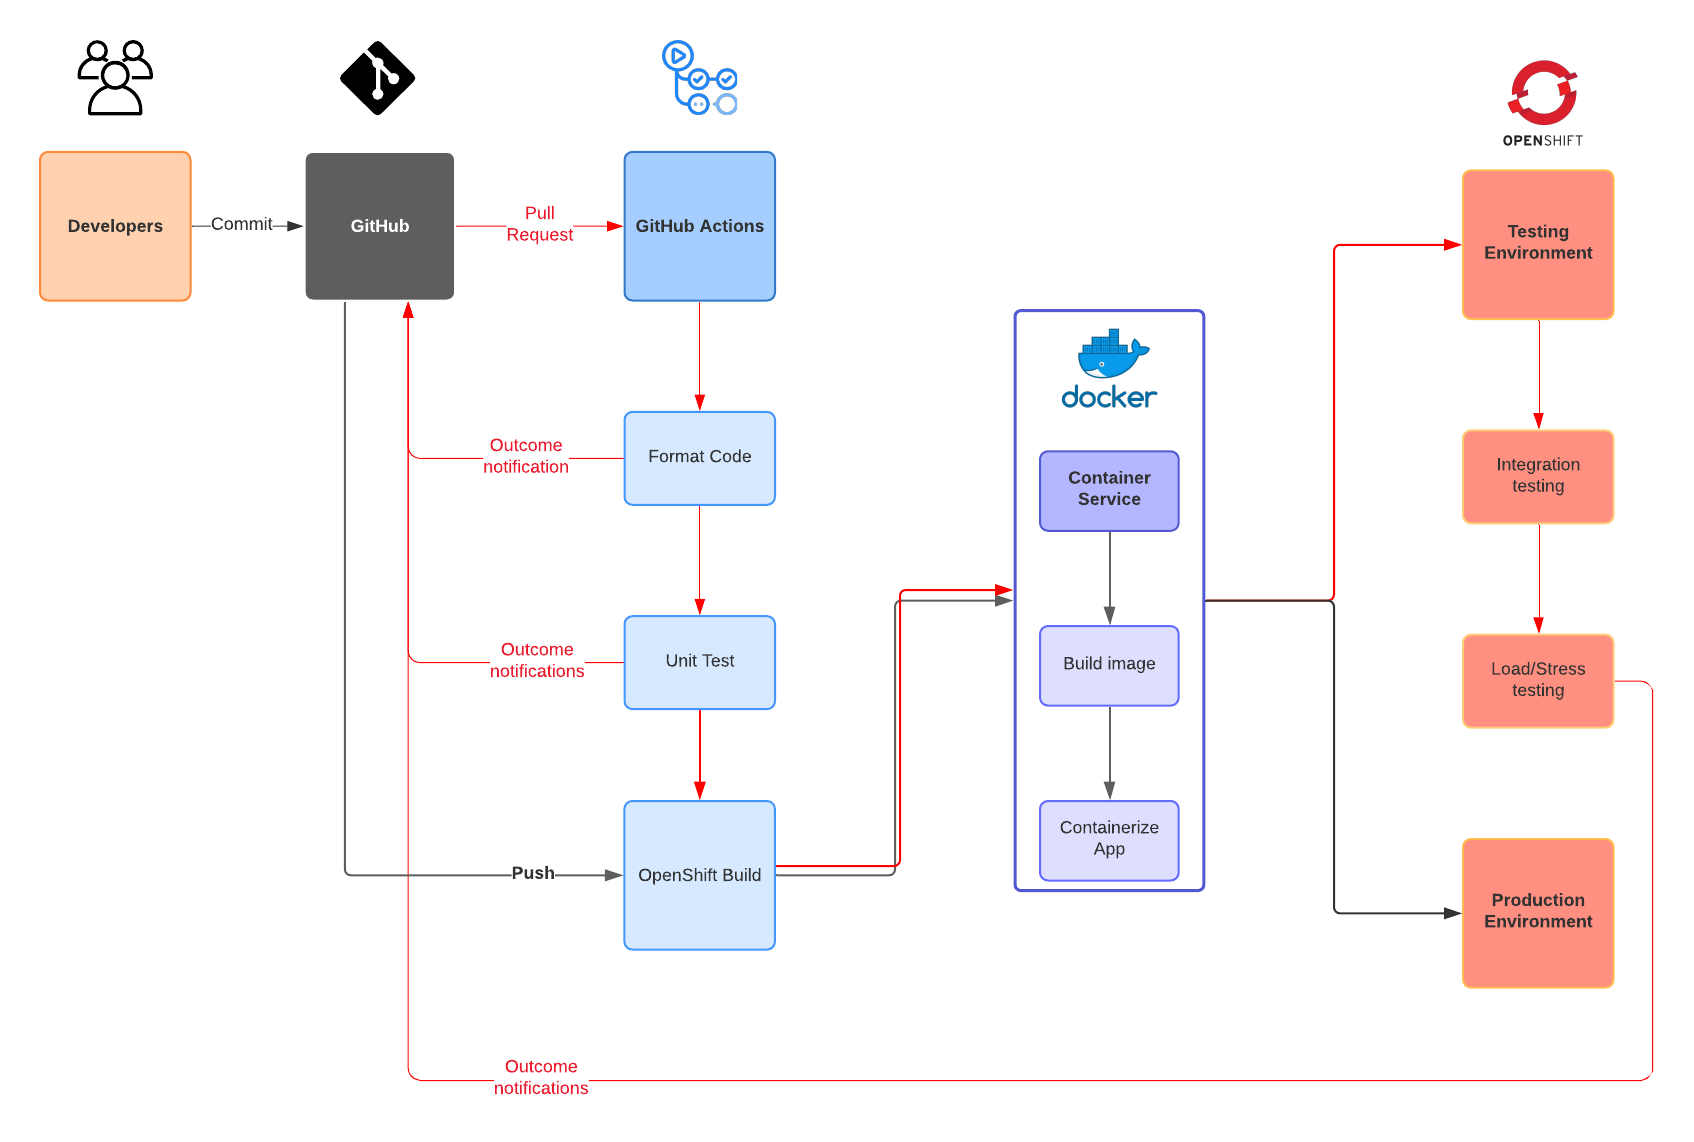 OPENSHIFT
Developers
Commit
GitHub
Pull
Request
GitHub Actions
Testing
Environment
docker
Outcome
notification
Format Code
Container
Service
Integration
testing
Outcome
notifications
Unit Test
Build image
Load/Stress
testing
Push
OpenShift Build
Containerize
App
Production
Environment
Outcome
notifications